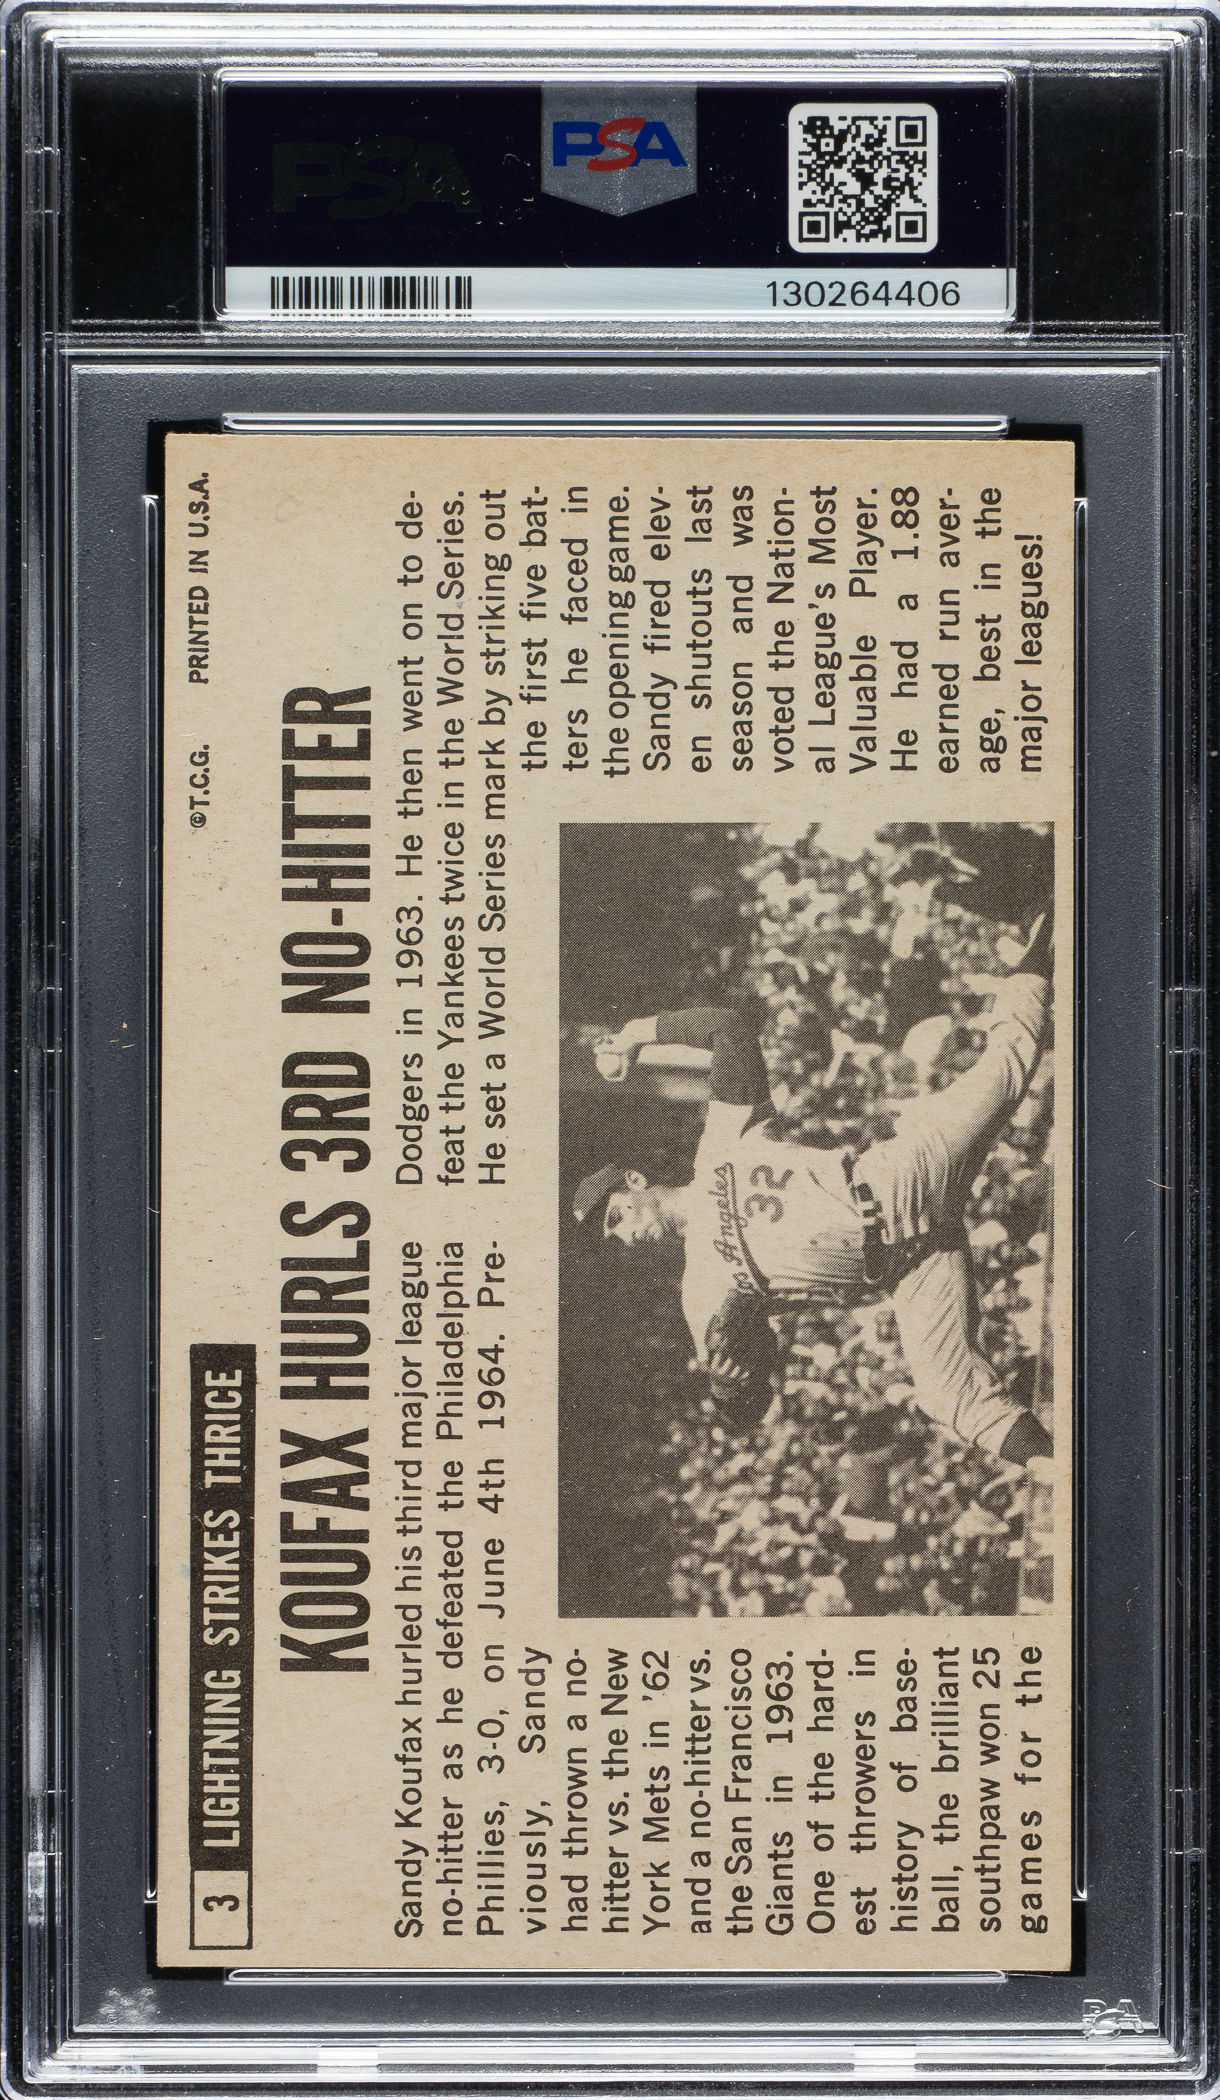 PSA
PSA
130264406
3 LIGHTNING STRIKES THRICE
©T.C.G. PRINTED IN U.S.A.
KOUFAX HURLS 3RD NO-HITTER
Sandy Koufax hurled his third major league
no-hitter as he defeated the Philadelphia
Phillies, 3-0, on June 4th 1964. Pre-
viously, Sandy
had thrown a no-
hitter vs. the New
York Mets in '62
and a no-hitter vs.
the San Francisco
Giants in 1963.
One of the hard-
est throwers in
history of base-
ball, the brilliant
southpaw won 25
games for the
Dodgers in 1963. He then went on to de-
feat the Yankees twice in the World Series.
He set a World Series mark by striking out
the first five bat-
ters he faced in
the opening game.
Sandy fired elev-
en shutouts last
season and was
voted the Nation-
al League's Most
Valuable Player.
He had a 1.88
earned run aver-
age, best in the
major leagues!
Los Angeles
32
PSA